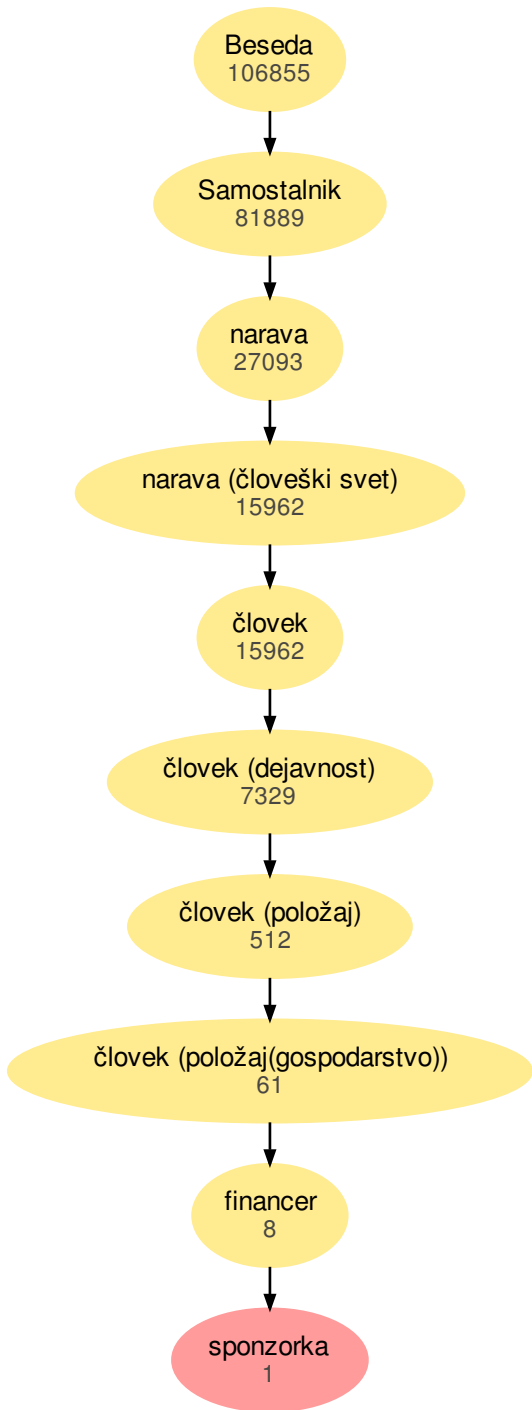 Beseda
106855
Samostalnik
81889
narava
27093
narava (človeški svet)
15962
človek
15962
človek (dejavnost)
7329
človek (položaj)
512
človek (položaj(gospodarstvo))
61
financer
8
sponzorka
1